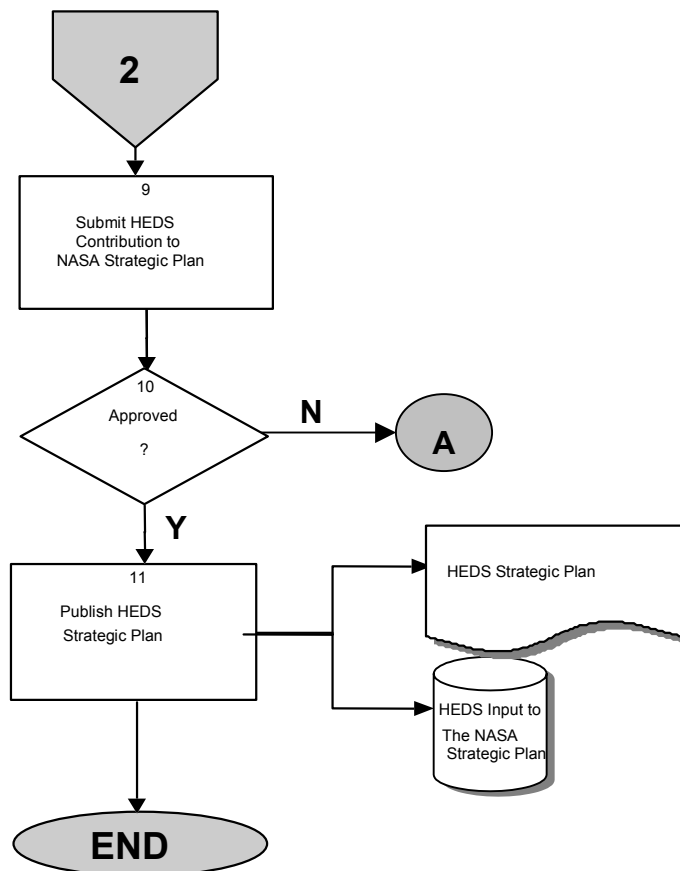 2
9
Submit HEDS
Contribution to
NASA Strategic Plan
10
Approved
?
N
A
Y
11
Publish HEDS
Strategic Plan
HEDS Strategic Plan
HEDS Input to
The NASA
Strategic Plan
END